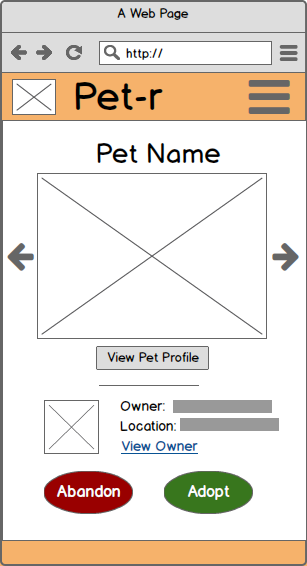 A Web Page
http://
Pet-r
Pet Name
View Pet Profile
Owner:
Location:
View Owner
Abandon
Adopt